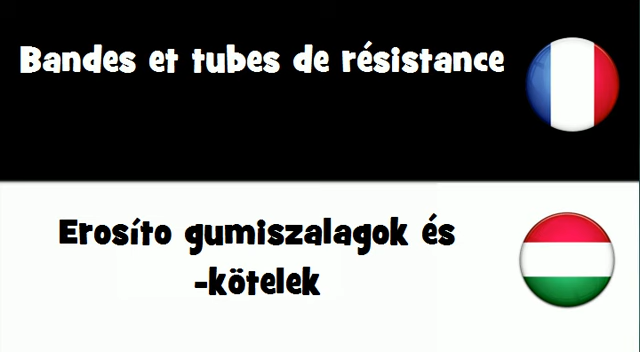 Bandes et tubes de résistance
Erosíto gumiszalagok és
-kötelek